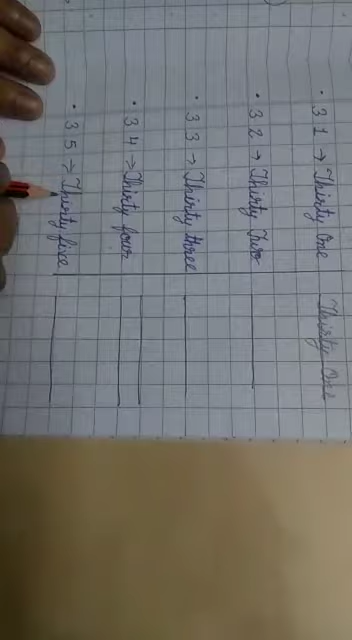 • 31 → Thirty One Thirty One
• 32 → Thirty Two
• 33 → Thirty three
• 34 → Thirty four
• 35 → Thirty five